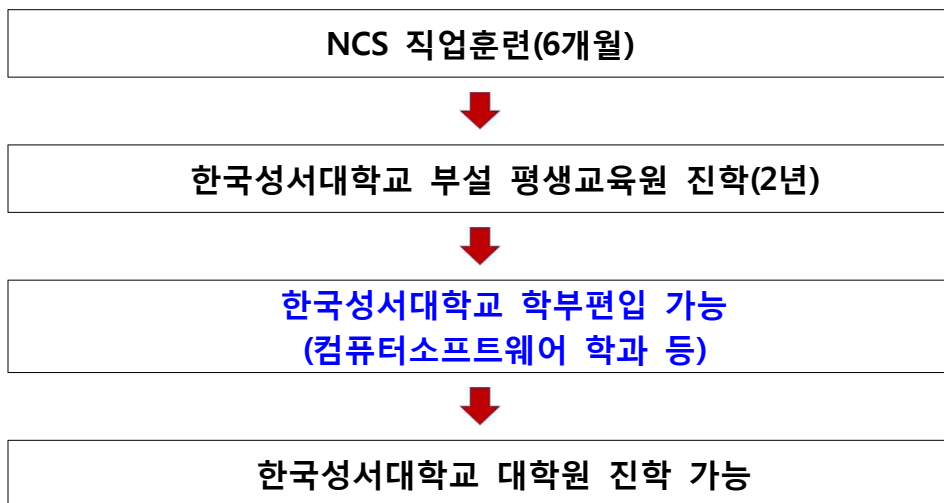 NCS 직업훈련(6개월)
한국성서대학교 부설 평생교육원 진학(2년)
한국성서대학교 학부편입 가능
(컴퓨터소프트웨어 학과 등)
한국성서대학교 대학원 진학 가능